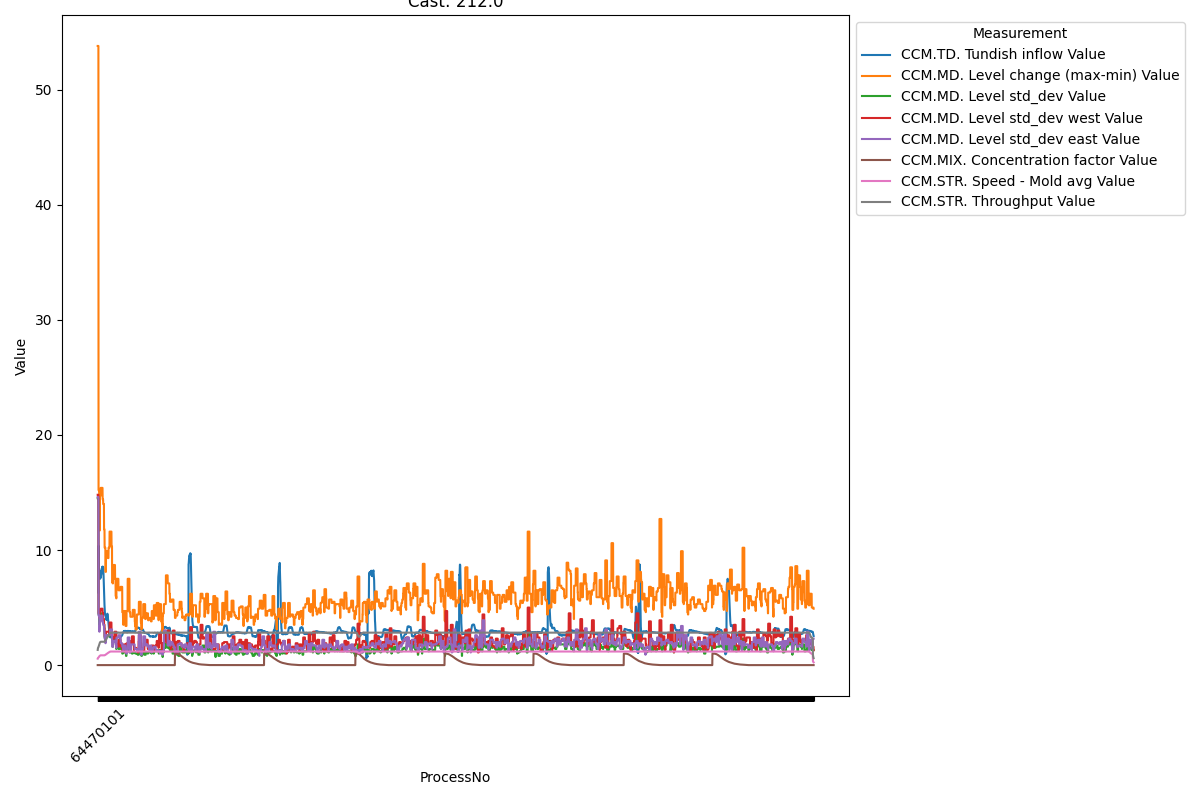 Cast: 212.0
Measurement
CCM.TD. Tundish inflow Value
CCM.MD. Level change (max-min) Value
CCM.MD. Level std_dev Value
CCM.MD. Level std_dev west Value
CCM.MD. Level std_dev east Value
CCM.MIX. Concentration factor Value
CCM.STR. Speed - Mold avg Value
CCM.STR. Throughput Value
50
40
30
20
10
0
Value
64470101
ProcessNo